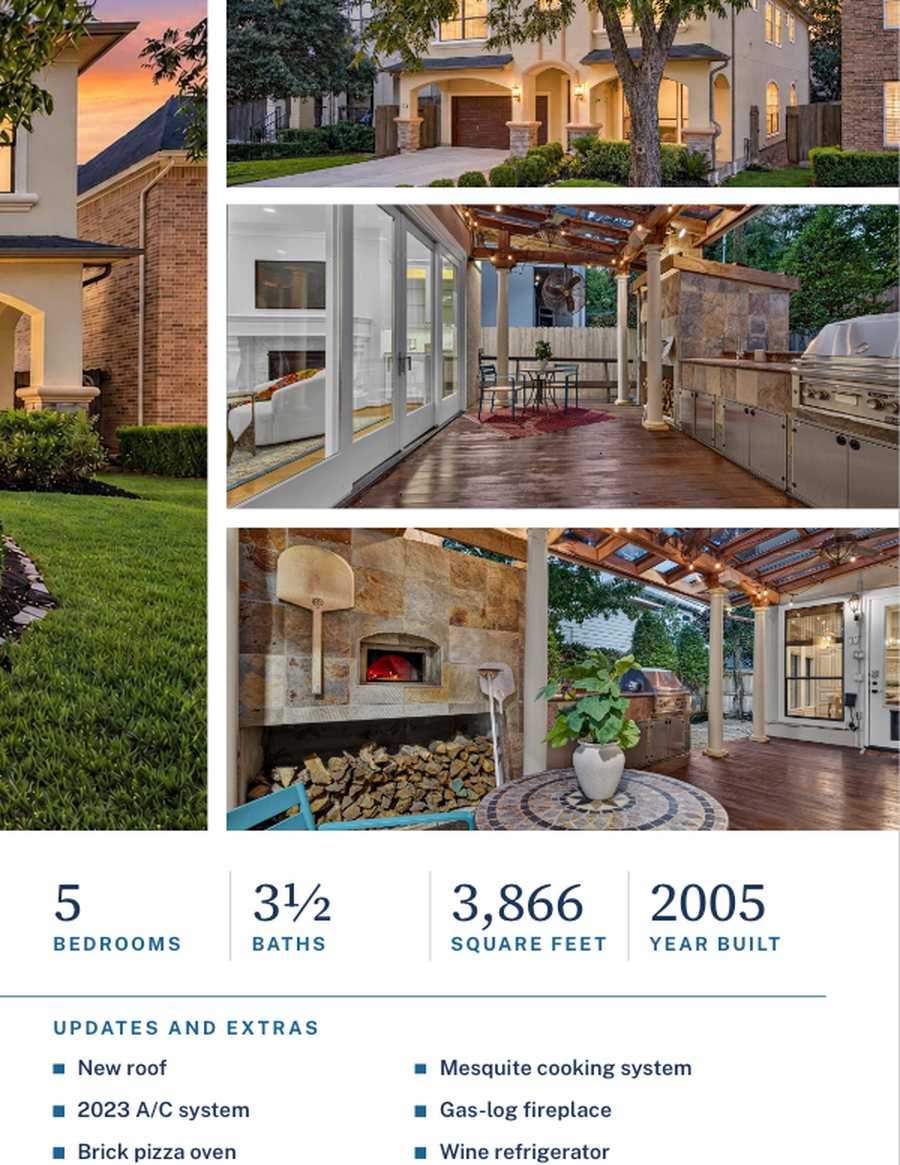 5
BEDROOMS
3½
BATHS
3,866
SQUARE FEET
2005
YEAR BUILT
UPDATES AND EXTRAS
New roof
2023 A/C system
Brick pizza oven
Mesquite cooking system
Gas-log fireplace
Wine refrigerator